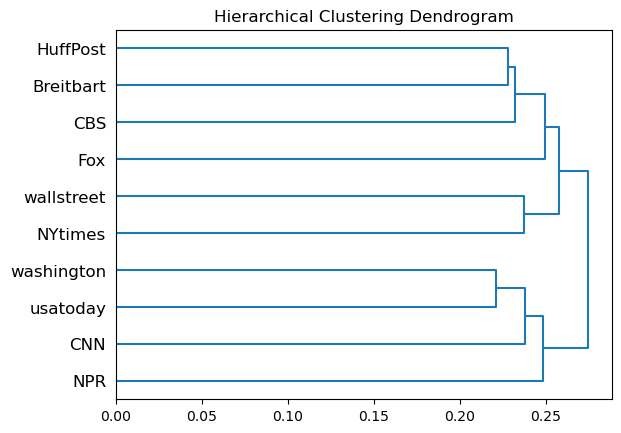 Hierarchical Clustering Dendrogram
HuffPost
Breitbart
CBS
Fox
wallstreet
NYtimes
washington
usatoday
CNN
NPR
0.00 0.05 0.10 0.15 0.20 0.25